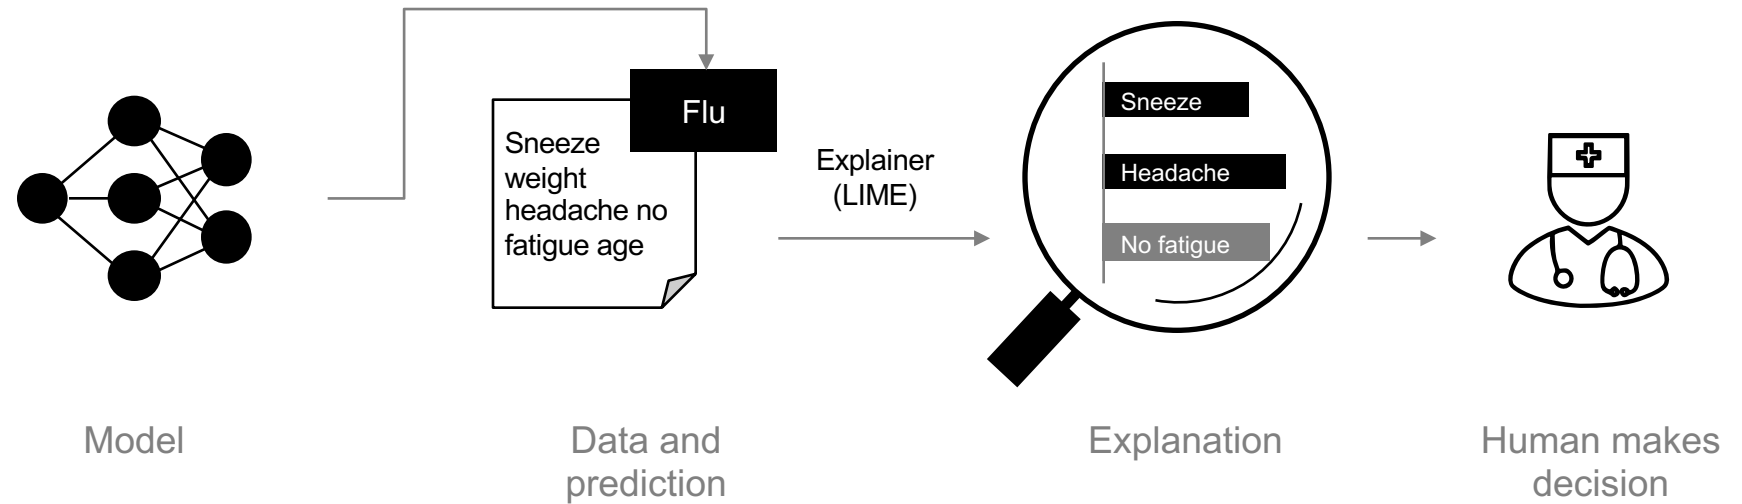 Flu
Sneeze
weight
headache no
fatigue age
Explainer
(LIME)
Sneeze
Headache
No fatigue
Model
Data and
prediction
Explanation
Human makes
decision